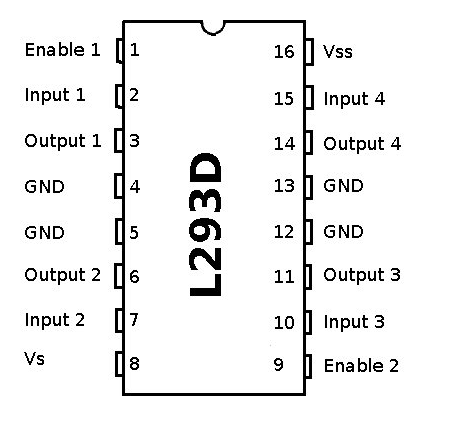 Enable 1 1 16 Vss
Input 1 2 15 Input 4
Output 1 3 14 Output 4
GND 4 13 GND
GND 5 12 GND
Output 2 6 11 Output 3
Input 2 7 10 Input 3
Vs 8 9 Enable 2
L293D